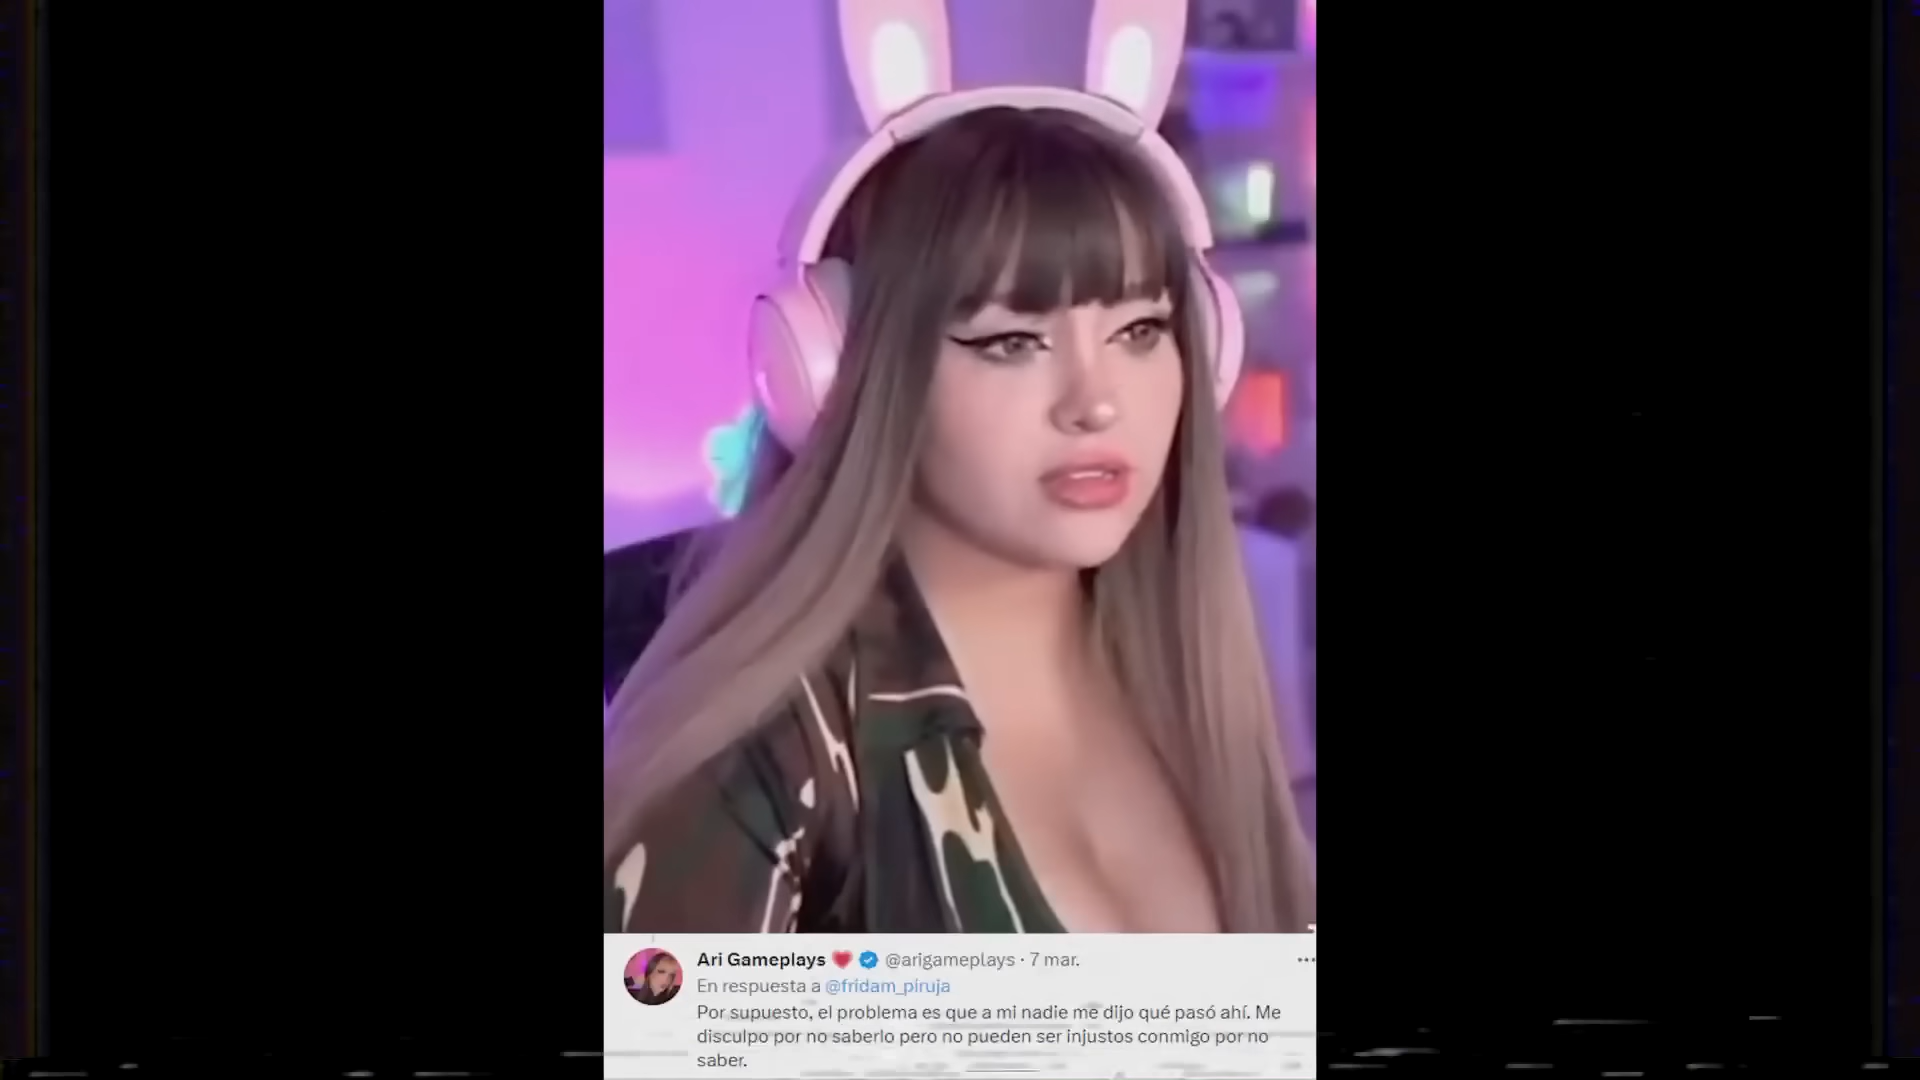 Ari Gameplays @arigameplays · 7 mar.
En respuesta a @fridam_piruja
Por supuesto, el problema es que a mi nadie me dijo qué pasó ahí. Me
disculpo por no saberlo pero no pueden ser injustos conmigo por no
saber.